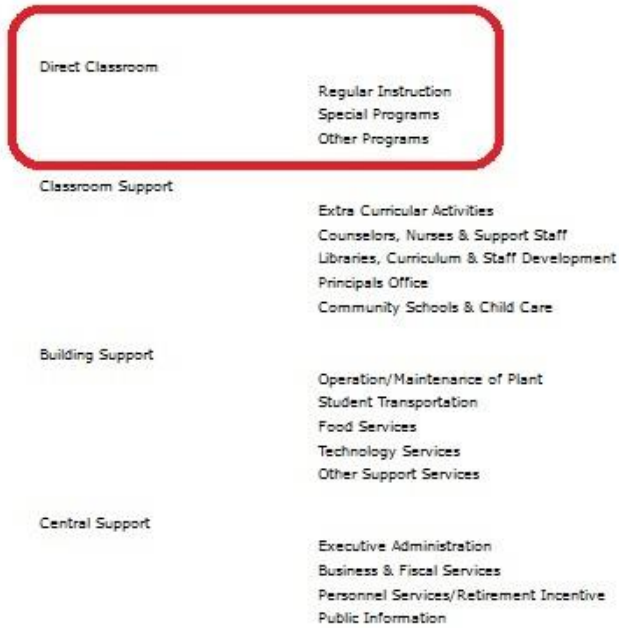 Direct Classroom
Regular Instruction
Special Programs
Other Programs
Classroom Support
Extra Curricular Activities
Counselors, Nurses & Support Staff
Libraries, Curriculum & Staff Development
Principals Office
Community Schools & Child Care
Building Support
Operation/Maintenance of Plant
Student Transportation
Food Services
Technology Services
Other Support Services
Central Support
Executive Administration
Business & Fiscal Services
Personnel Services/Retirement Incentive
Public Information